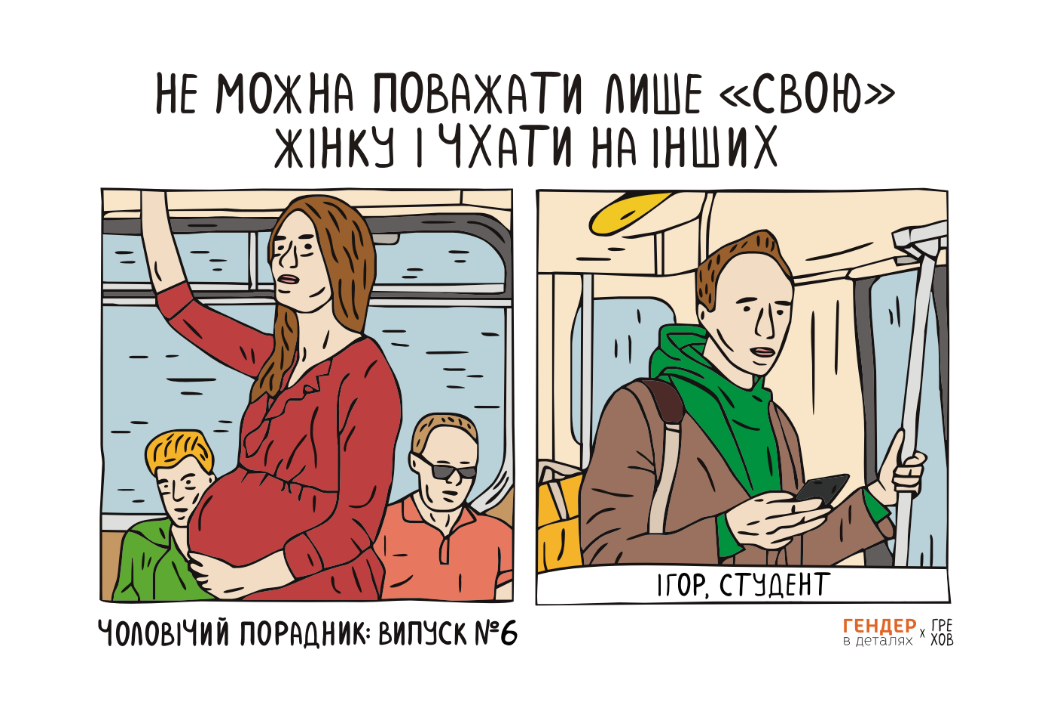 НЕ МОЖНА ПОВАЖАТИ ЛИШЕ «СВОЮ»
ЖІНКУ І ЧХАТИ НА ІНШИХ
ІГОР, СТУДЕНТ
ЧОЛОВІЧИЙ ПОРАДНИК: ВИПУСК №6
ГЕНДЕР
в деталях
х
ГРЕ
ХОВ